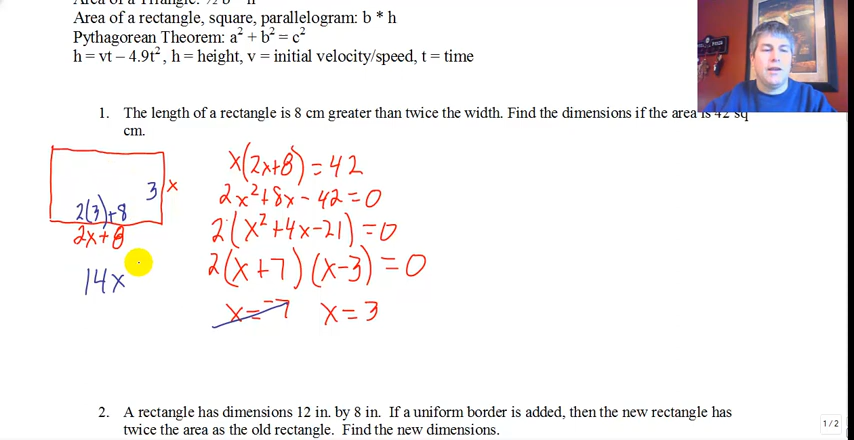 Area of a rectangle, square, parallelogram: b * h
Pythagorean Theorem: a² + b² = c²
h = vt – 4.9t², h = height, v = initial velocity/speed, t = time
1. The length of a rectangle is 8 cm greater than twice the width. Find the dimensions if the area is 42 sq
cm.
x(2x+8) = 42
3 x
2x²+8x-42=0
2(3)+8
2(x²+4x-21)=0
2x+8
2(x+7)(x-3)=0
14x
x=-7 x=3
2. A rectangle has dimensions 12 in. by 8 in. If a uniform border is added, then the new rectangle has
twice the area as the old rectangle. Find the new dimensions.
1/2